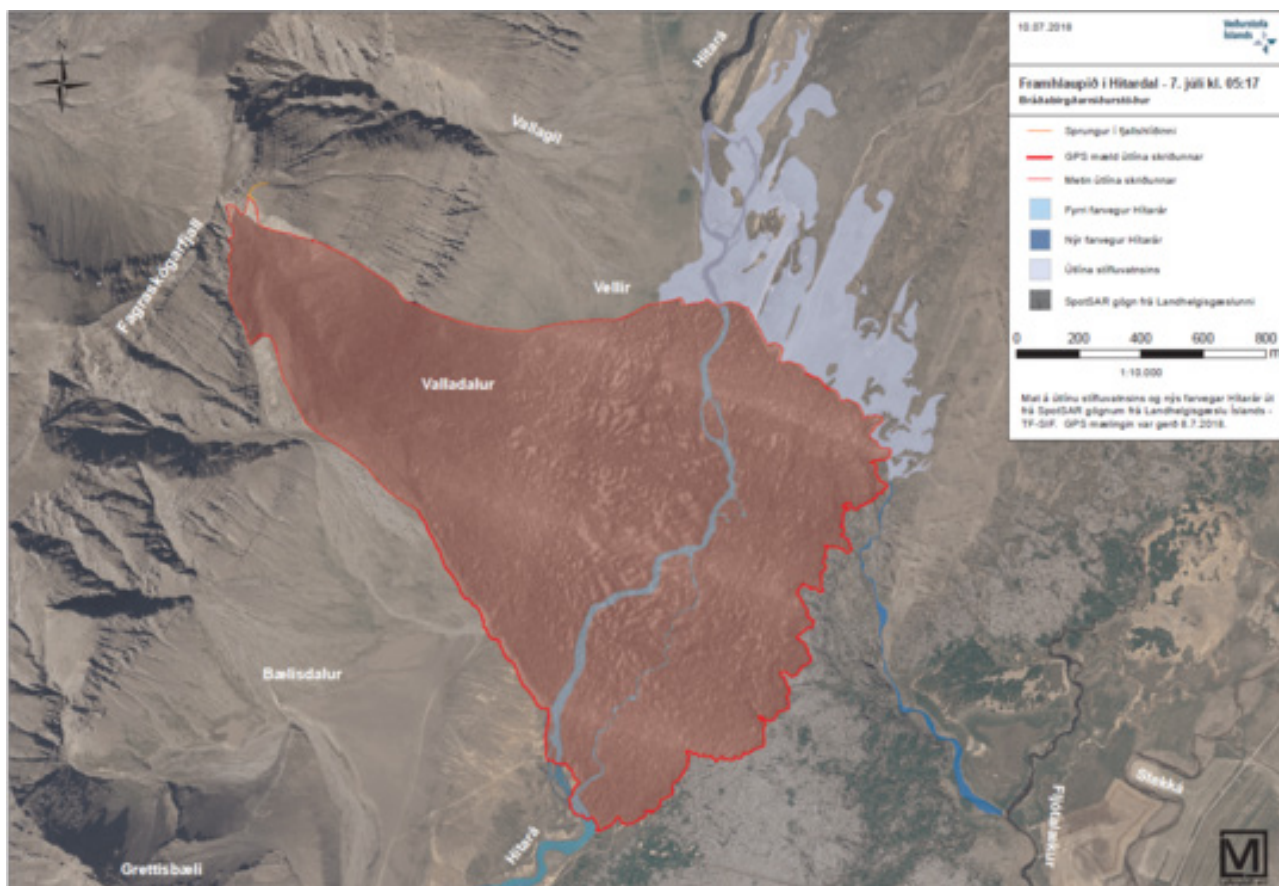 10.07.2018
Veðurstofa
Íslands
Framhlaupið í Hítardal - 7. júlí kl. 05:17
Bráðabirgðarniðurstöður
Sprungur í fjallshlíðinni
GPS mæld útlína skriðunnar
Metin útlína skriðunnar
Fyrri farvegur Hítarár
Nýr farvegur Hítarár
Útlína stífluvatnsins
SpotSAR gögn frá Landhelgisgæslunni
0 200 400 600 800
m
1:10.000
Mat á útlínu stífluvatnsins og nýs farvegar Hítarár út
frá SpotSAR gögnum frá Landhelgisgæslu Íslands -
TF-SIF. GPS mælingin var gerð 8.7.2018.
N
Hítará
Vallagil
Fagraskógarfjall
Vellir
Valladalur
Bælisdalur
Grettisbæli
Hítará
Fljótalækur
Stekká
M